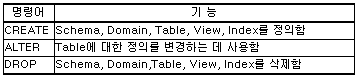 명령어 기 능
CREATE Schema, Domain, Table, View, Index를 정의함
ALTER Table에 대한 정의를 변경하는 데 사용함
DROP Schema, Domain,Table, View, Index를 삭제함